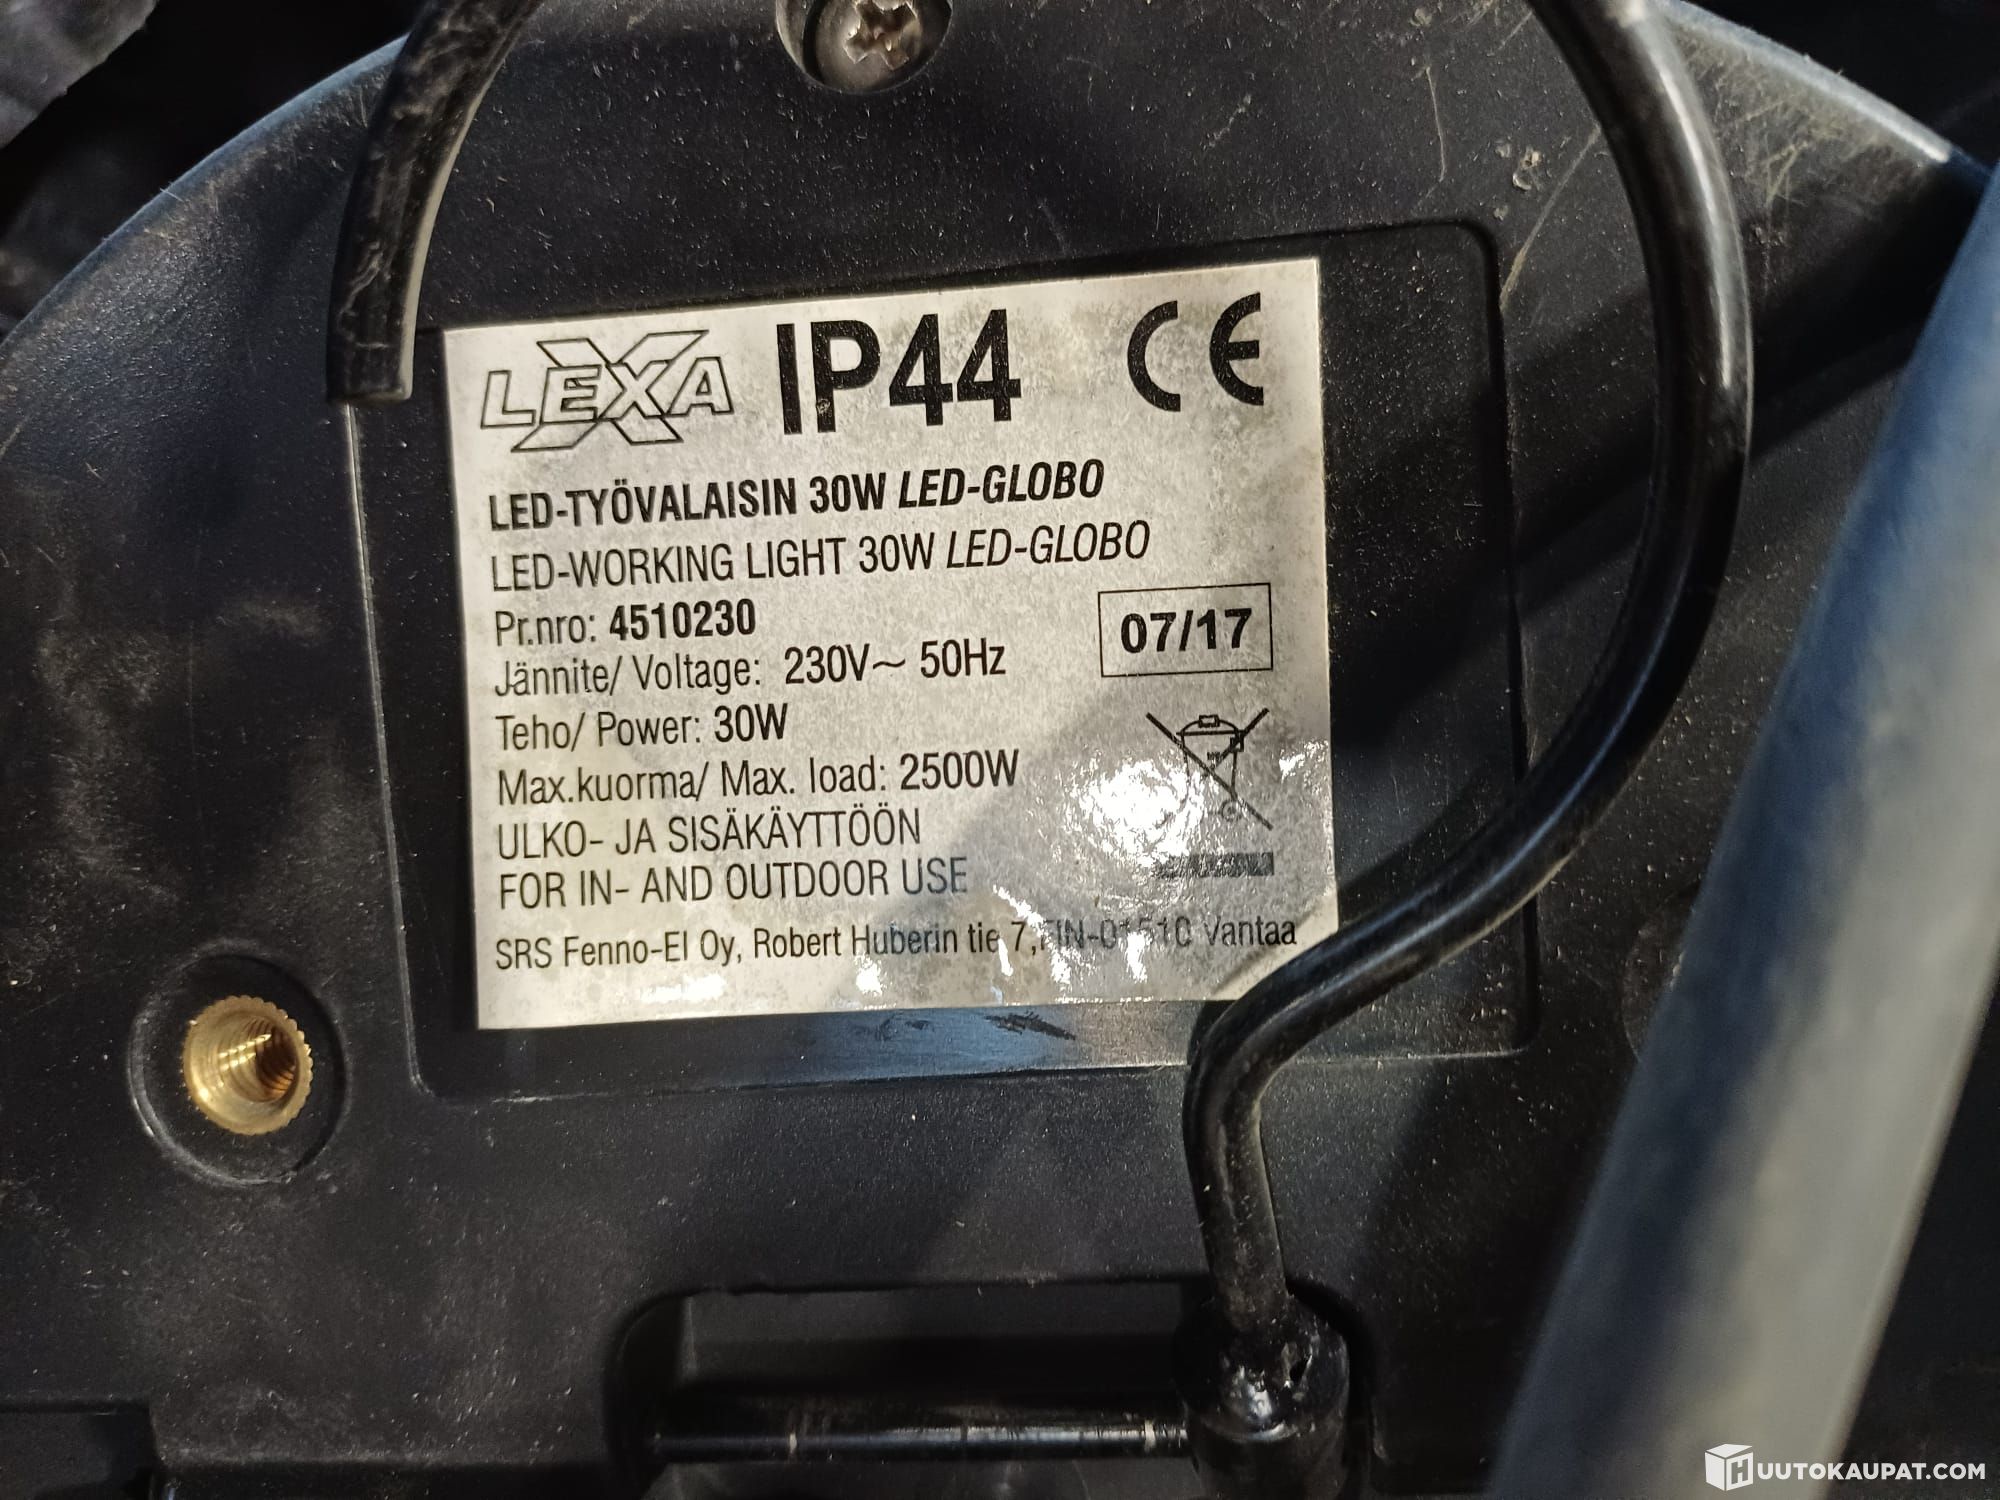 LEXA IP44 CE
LED-TYÖVALAISIN 30W LED-GLOBO
LED-WORKING LIGHT 30W LED-GLOBO
Pr.nro: 4510230
07/17
Jännite/ Voltage: 230V~ 50Hz
Teho/ Power: 30W
Max.kuorma/ Max. load: 2500W
ULKO- JA SISÄKÄYTTÖÖN
FOR IN- AND OUTDOOR USE
SRS Fenno-El Oy, Robert Huberin tie 7, FIN-01510 Vantaa
HUUTOKAUPAT.COM